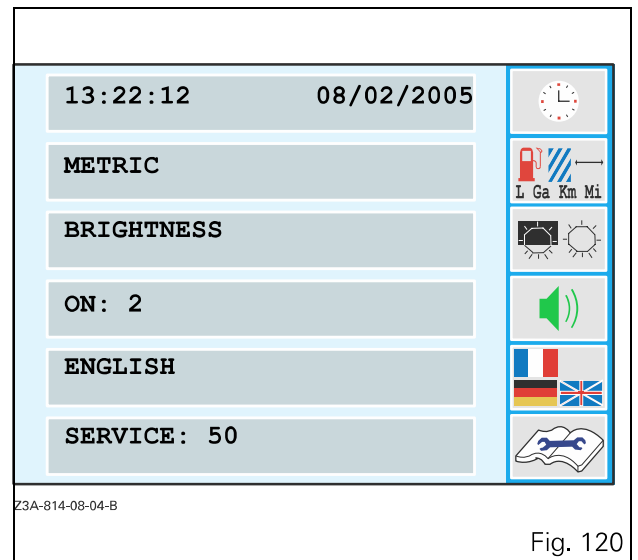 13:22:12 08/02/2005
METRIC
L Ga Km Mi
BRIGHTNESS
ON: 2
ENGLISH
SERVICE: 50
Z3A-814-08-04-B
Fig. 120